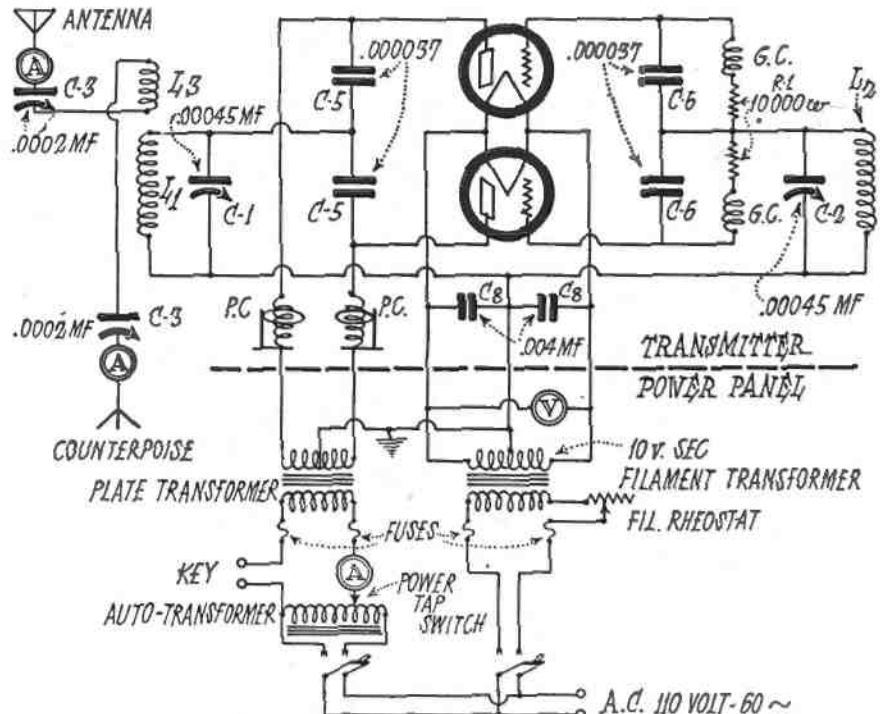 ANTENNA
A
C-3
.0002 MF
L3
.00045 MF
L1
C-1
.000037
C-5
C-5
.000037
C-6
C-6
G.C.
R-1
10000 ω
G.C.
L2
C-2
.00045 MF
.0002 MF
C-3
A
COUNTERPOISE
P.C
P.C.
C8
C8
.004 MF
TRANSMITTER
POWER PANEL
V
10 v. SEC
PLATE TRANSFORMER
FILAMENT TRANSFORMER
FIL. RHEOSTAT
FUSES
KEY
A
POWER
TAP
SWITCH
AUTO-TRANSFORMER
A.C. 110 VOLT-60 ~